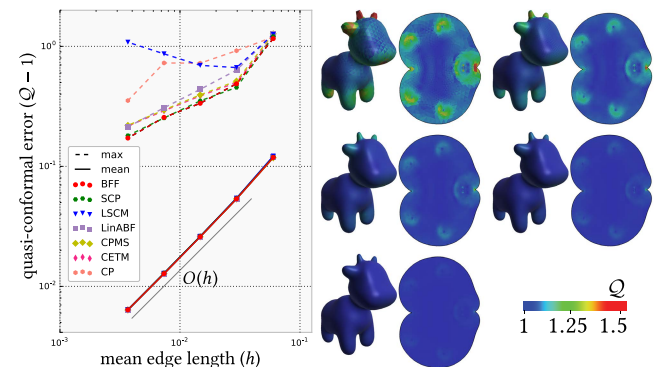 quasi-conformal error (Q − 1)
10⁰
10⁻¹
10⁻²
max
mean
BFF
SCP
LSCM
LinABF
CPMS
CETM
CP
O(h)
10⁻³
10⁻²
10⁻¹
mean edge length (h)
Q
1 1.25 1.5